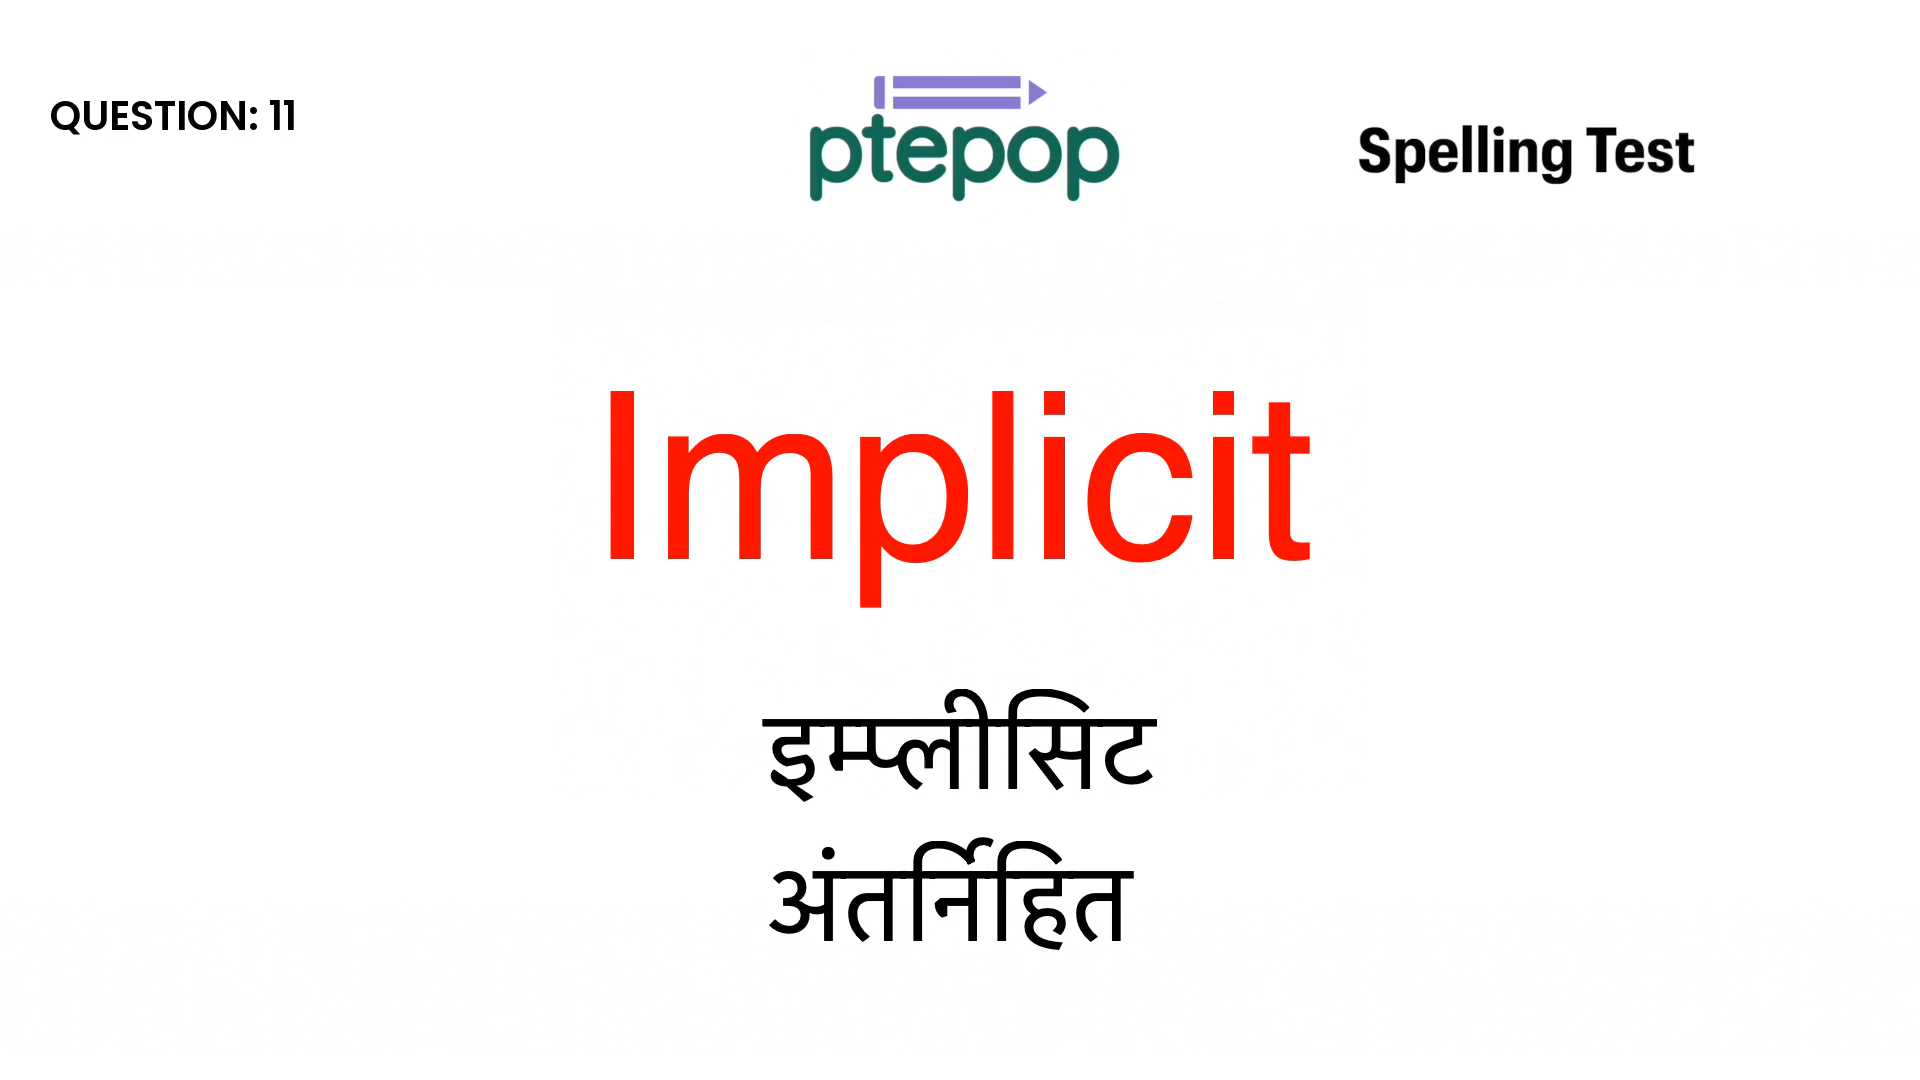 QUESTION: 11
ptepop
Spelling Test
Implicit
इम्प्लीसिट
अंतर्निहित